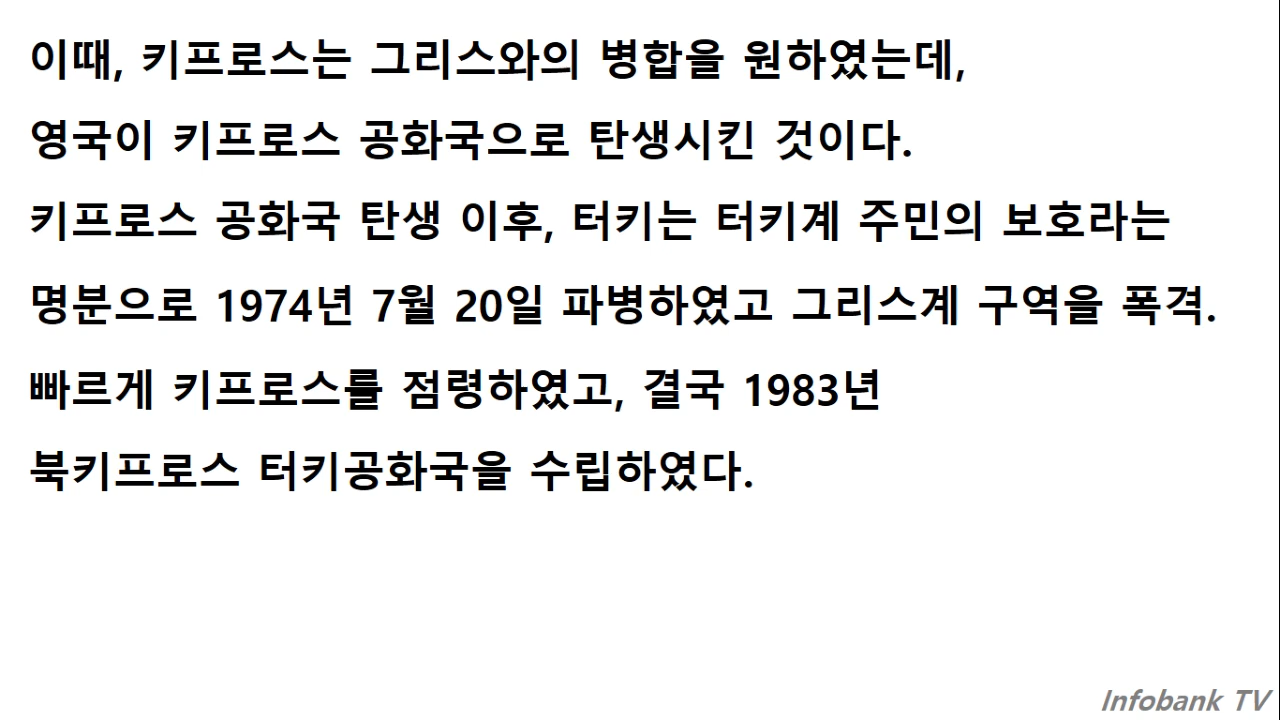 이때, 키프로스는 그리스와의 병합을 원하였는데,
영국이 키프로스 공화국으로 탄생시킨 것이다.
키프로스 공화국 탄생 이후, 터키는 터키계 주민의 보호라는
명분으로 1974년 7월 20일 파병하였고 그리스계 구역을 폭격.
빠르게 키프로스를 점령하였고, 결국 1983년
북키프로스 터키공화국을 수립하였다.
Infobank TV